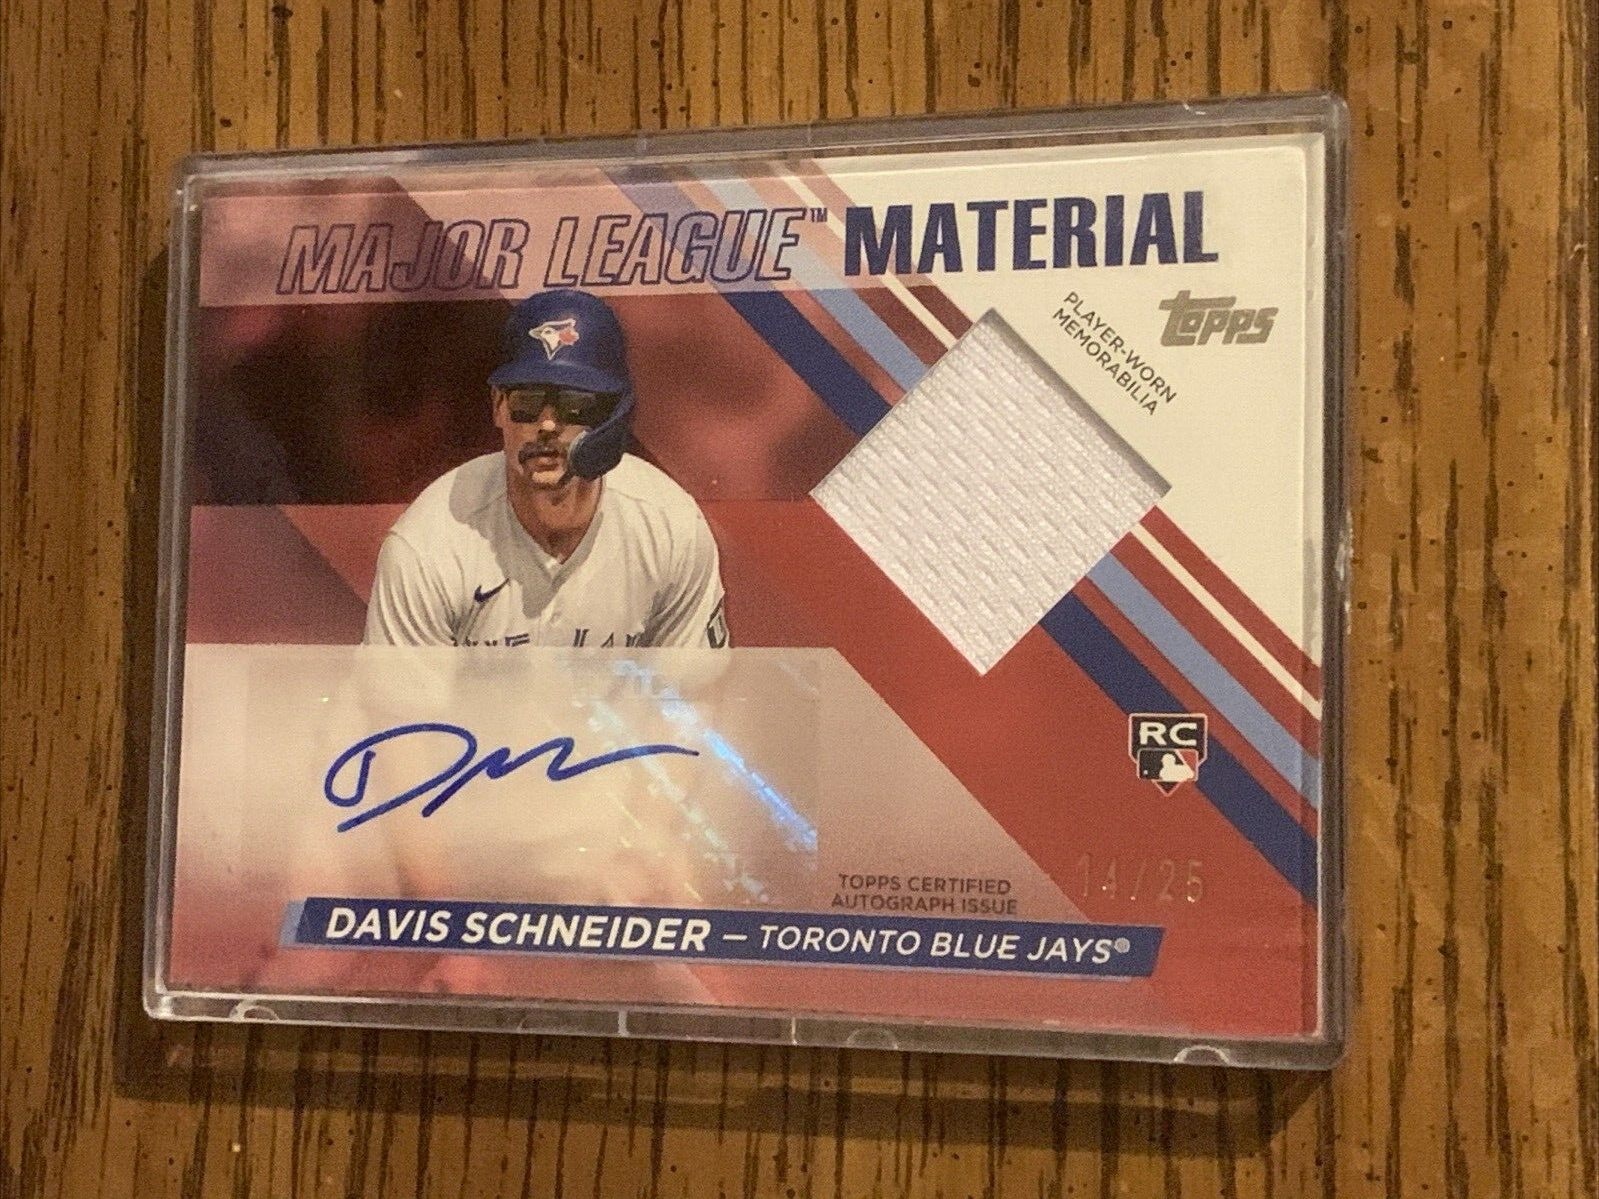 MAJOR LEAGUE™ MATERIAL
PLAYER-WORN
MEMORABILIA
topps
RC
TOPPS CERTIFIED
AUTOGRAPH ISSUE
14/25
DAVIS SCHNEIDER – TORONTO BLUE JAYS®